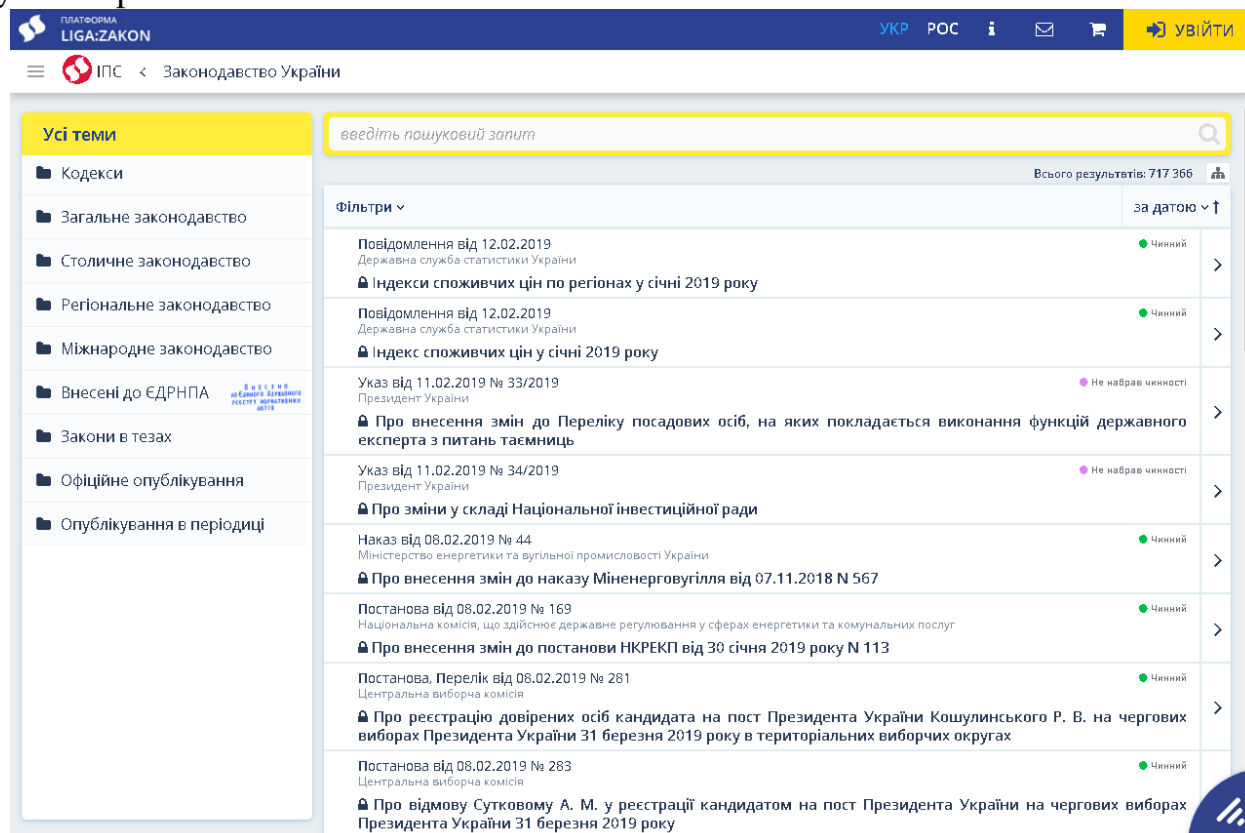 ПЛАТФОРМА
LIGA:ZAKON
УКР РОС
УВІЙТИ
ІПС < Законодавство України
Усі теми
Кодекси
Загальне законодавство
Столичне законодавство
Регіональне законодавство
Міжнародне законодавство
Внесені до ЄДРНПА
Внесено
до Єдиного Державного
реєстру нормативних
актів
Закони в тезах
Офіційне опублікування
Опублікування в періодиці
введіть пошуковий запит
Всього результатів: 717 366
Фільтри
за датою
Повідомлення від 12.02.2019
Чинний
Державна служба статистики України
Індекси споживчих цін по регіонах у січні 2019 року
Повідомлення від 12.02.2019
Чинний
Державна служба статистики України
Індекс споживчих цін у січні 2019 року
Указ від 11.02.2019 № 33/2019
Не набрав чинності
Президент України
Про внесення змін до Переліку посадових осіб, на яких покладається виконання функцій державного
експерта з питань таємниць
Указ від 11.02.2019 № 34/2019
Не набрав чинності
Президент України
Про зміни у складі Національної інвестиційної ради
Наказ від 08.02.2019 № 44
Чинний
Міністерство енергетики та вугільної промисловості України
Про внесення змін до наказу Міненерговугілля від 07.11.2018 N 567
Постанова від 08.02.2019 № 169
Чинний
Національна комісія, що здійснює державне регулювання у сферах енергетики та комунальних послуг
Про внесення змін до постанови НКРЕКП від 30 січня 2019 року N 113
Постанова, Перелік від 08.02.2019 № 281
Чинний
Центральна виборча комісія
Про реєстрацію довірених осіб кандидата на пост Президента України Кошулинського Р. В. на чергових
виборах Президента України 31 березня 2019 року в територіальних виборчих округах
Постанова від 08.02.2019 № 283
Чинний
Центральна виборча комісія
Про відмову Сутковому А. М. у реєстрації кандидатом на пост Президента України на чергових виборах
Президента України 31 березня 2019 року